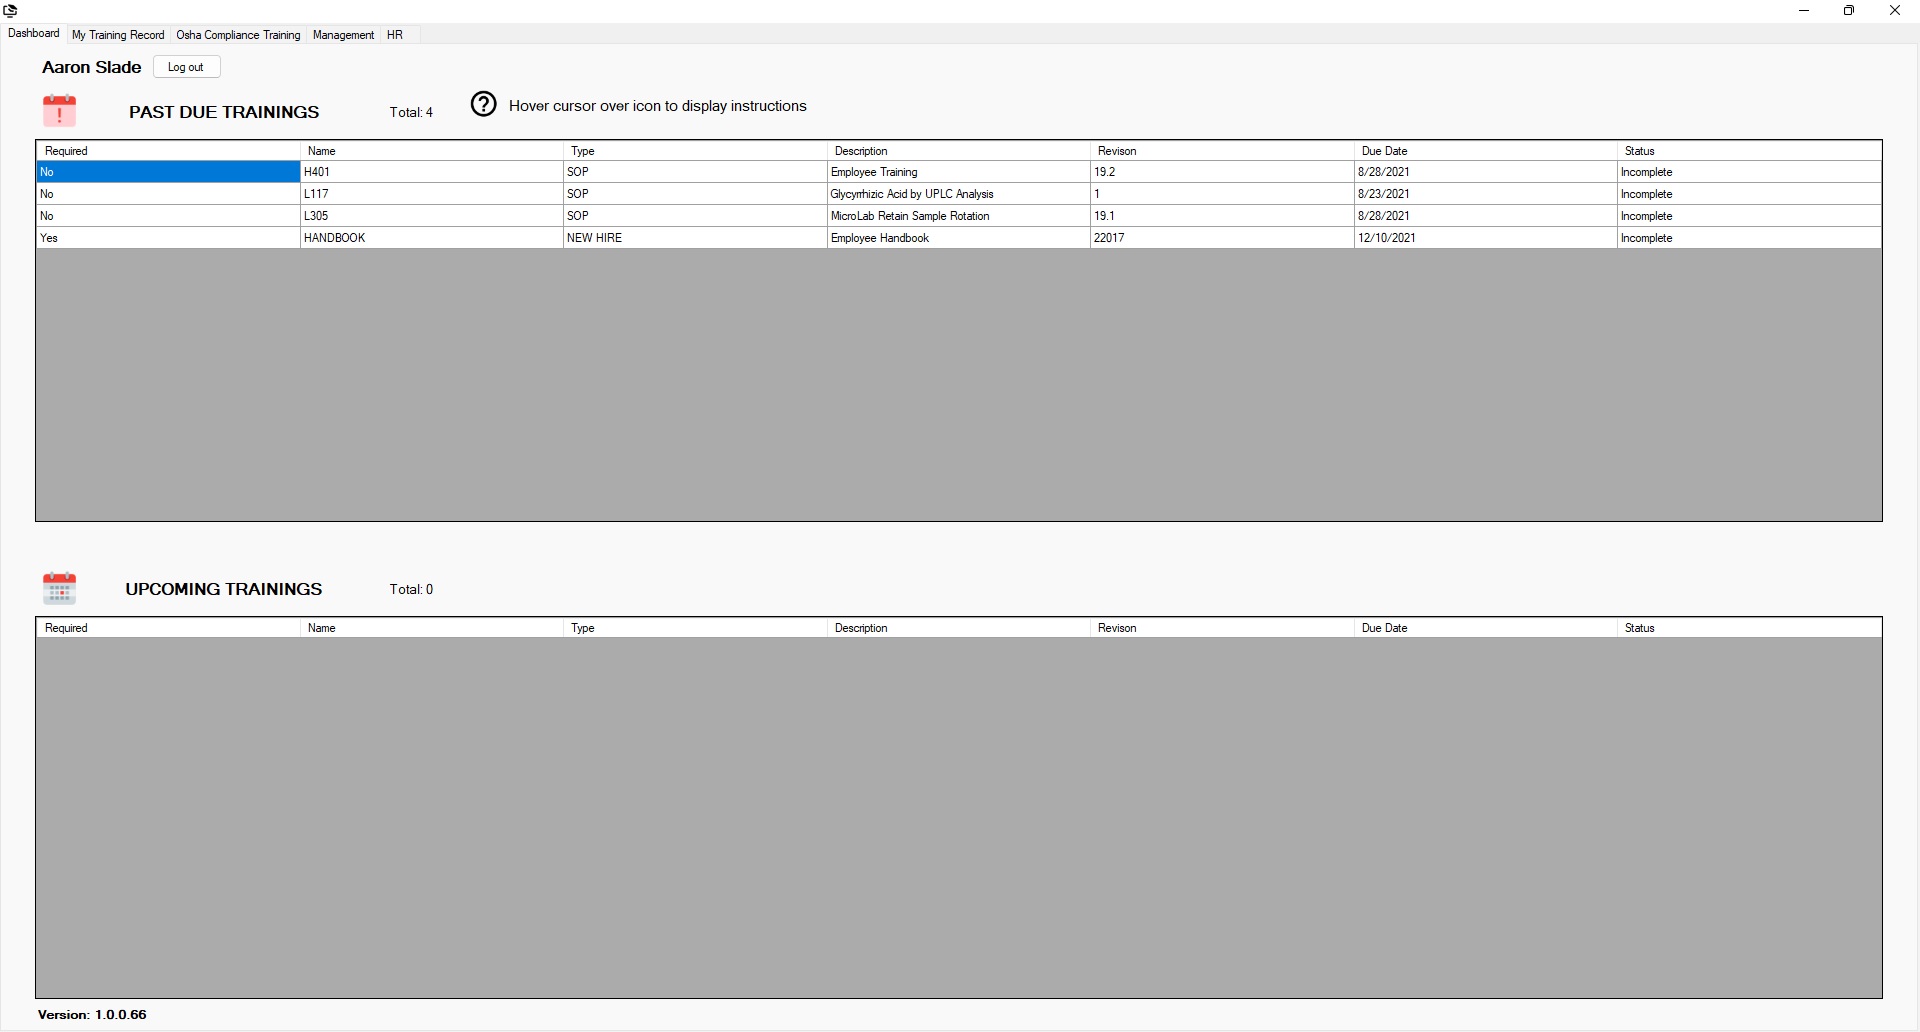 Dashboard My Training Record Osha Compliance Training Management HR
Aaron Slade Log out
PAST DUE TRAININGS Total: 4 Hover cursor over icon to display instructions
Required Name Type Description Revison Due Date Status
No H401 SOP Employee Training 19.2 8/28/2021 Incomplete
No L117 SOP Glycyrrhizic Acid by UPLC Analysis 1 8/23/2021 Incomplete
No L305 SOP MicroLab Retain Sample Rotation 19.1 8/28/2021 Incomplete
Yes HANDBOOK NEW HIRE Employee Handbook 22017 12/10/2021 Incomplete
UPCOMING TRAININGS Total: 0
Required Name Type Description Revison Due Date Status
Version: 1.0.0.66